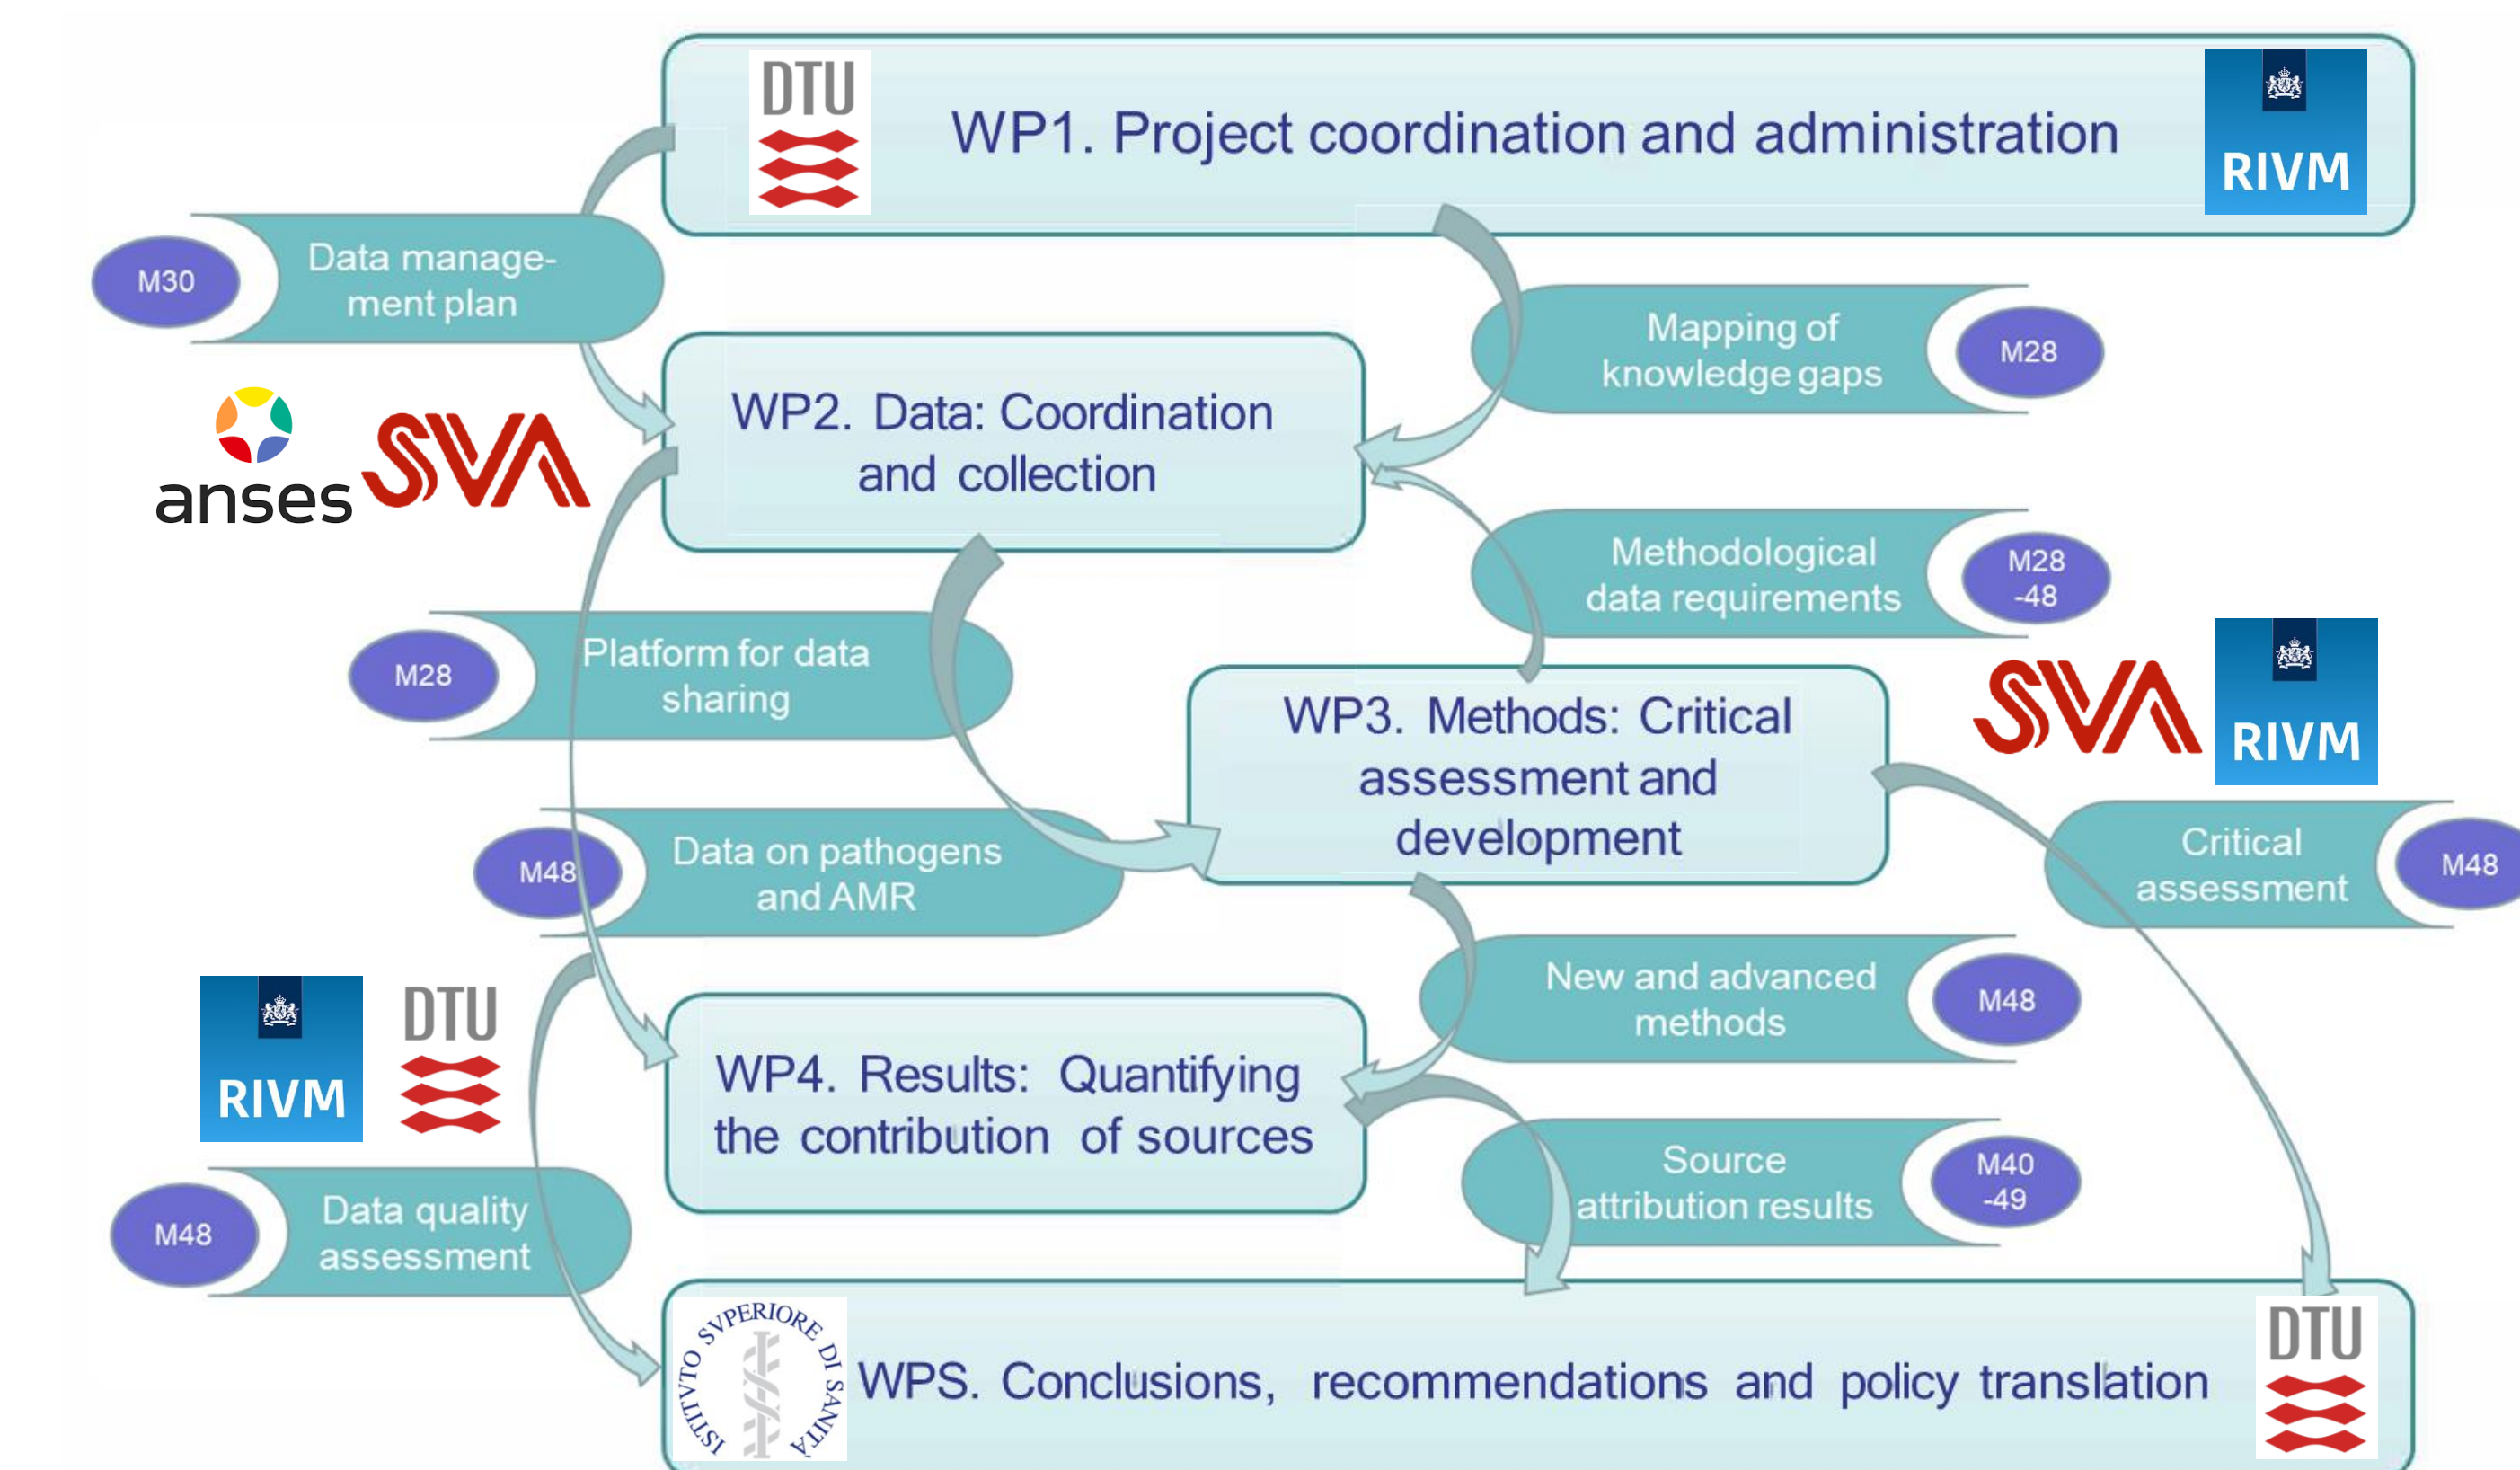 DTU
WP1. Project coordination and administration
RIVM
M30
Data manage-
ment plan
Mapping of
knowledge gaps
M28
anses
SVA
WP2. Data: Coordination
and collection
Methodological
data requirements
M28
-48
M28
Platform for data
sharing
WP3. Methods: Critical
assessment and
development
SVA
RIVM
M48
Data on pathogens
and AMR
Critical
assessment
M48
RIVM
DTU
New and advanced
methods
M48
WP4. Results: Quantifying
the contribution of sources
Source
attribution results
M40
-49
M48
Data quality
assessment
ISTITVTO SVPERIORE DI SANITÀ
WPS. Conclusions, recommendations and policy translation
DTU